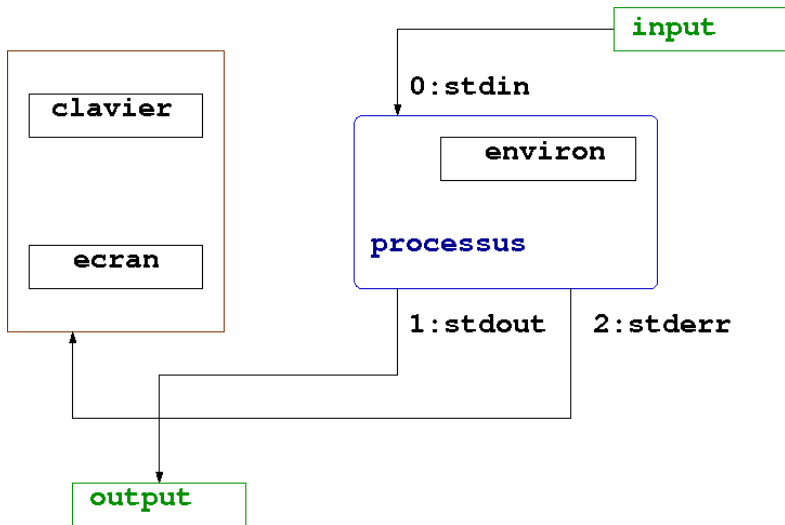 input
0:stdin
clavier
environ
processus
ecran
1:stdout
2:stderr
output